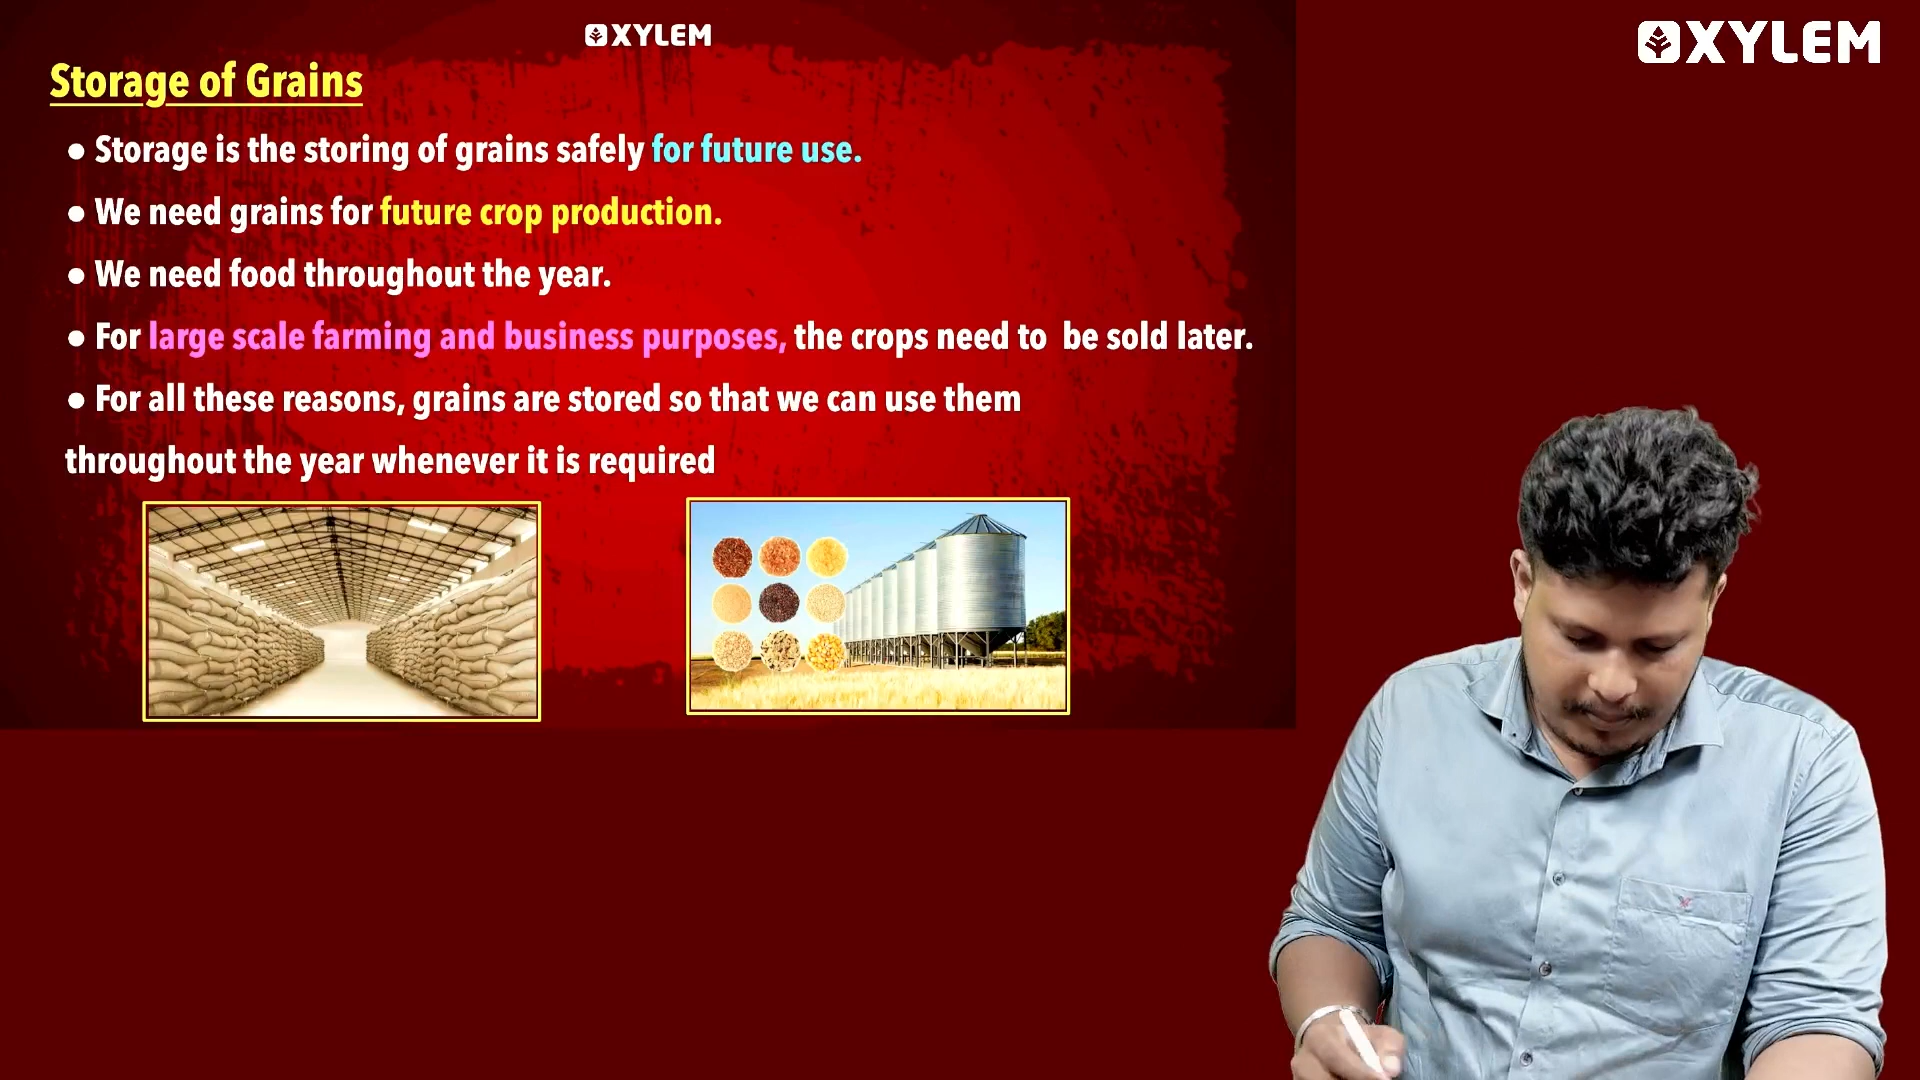 XYLEM
XYLEM
Storage of Grains
● Storage is the storing of grains safely for future use.
● We need grains for future crop production.
● We need food throughout the year.
● For large scale farming and business purposes, the crops need to be sold later.
● For all these reasons, grains are stored so that we can use them
throughout the year whenever it is required